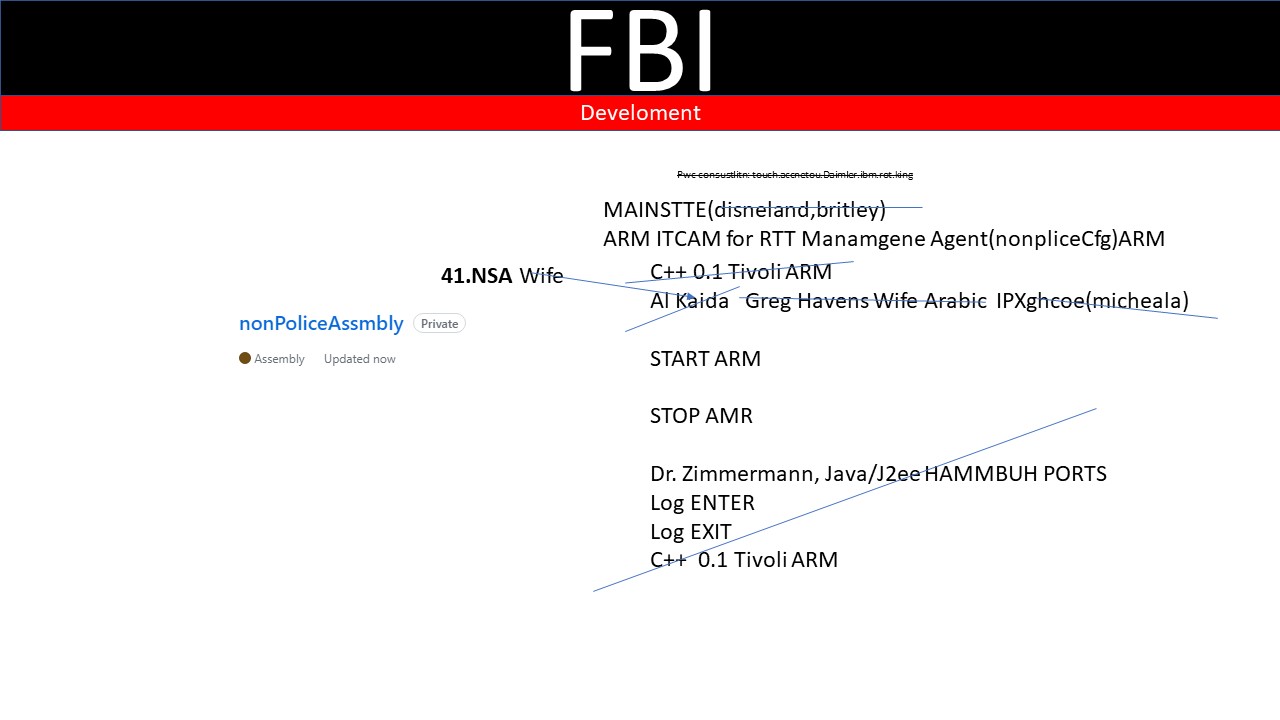 FBI
Develoment
Pwc consustlitn: touch.accnetou.Daimler.ibm.rot.king
MAINSTTE(disneland,britley)
ARM ITCAM for RTT Manamgene Agent(nonpliceCfg)ARM
C++ 0.1 Tivoli ARM
41.NSA Wife
Al Kaida Greg Havens Wife Arabic IPXghcoe(micheala)
nonPoliceAssmbly Private
Assembly Updated now
START ARM
STOP AMR
Dr. Zimmermann, Java/J2ee HAMMBUH PORTS
Log ENTER
Log EXIT
C++ 0.1 Tivoli ARM